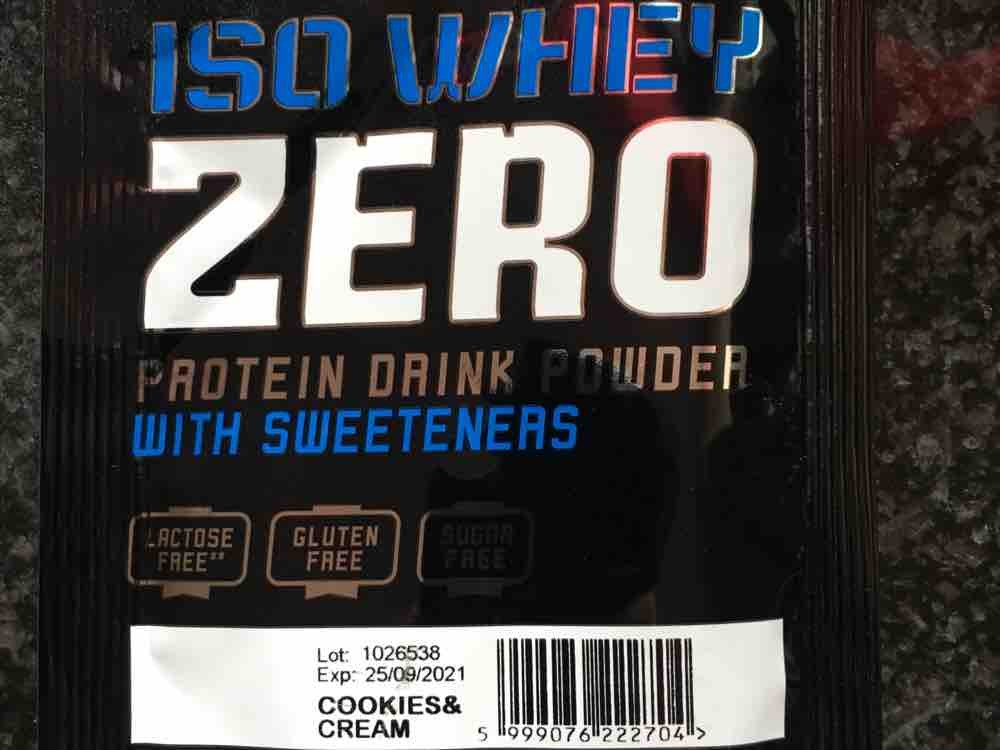 ISO WHEY
ZERO
PROTEIN DRINK POWDER
WITH SWEETENERS
LACTOSE
FREE**
GLUTEN
FREE
SUGAR
FREE
Lot: 1026538
Exp: 25/09/2021
COOKIES&
CREAM
5 999076 222704 >